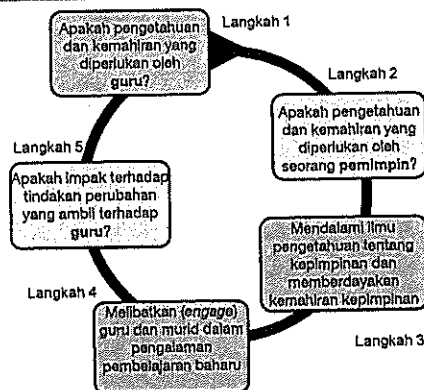 Langkah 1
Apakah pengetahuan
dan kemahiran yang
diperlukan oleh
guru?
Langkah 2
Apakah pengetahuan
dan kemahiran yang
diperlukan oleh
seorang pemimpin?
Mendalami ilmu
pengetahuan tentang
kepimpinan dan
memberdayakan
kemahiran kepimpinan
Langkah 3
Langkah 4
Melibatkan (engage)
guru dan murid dalam
pengalaman
pembelajaran baharu
Langkah 5
Apakah impak terhadap
tindakan perubahan
yang ambil terhadap
guru?